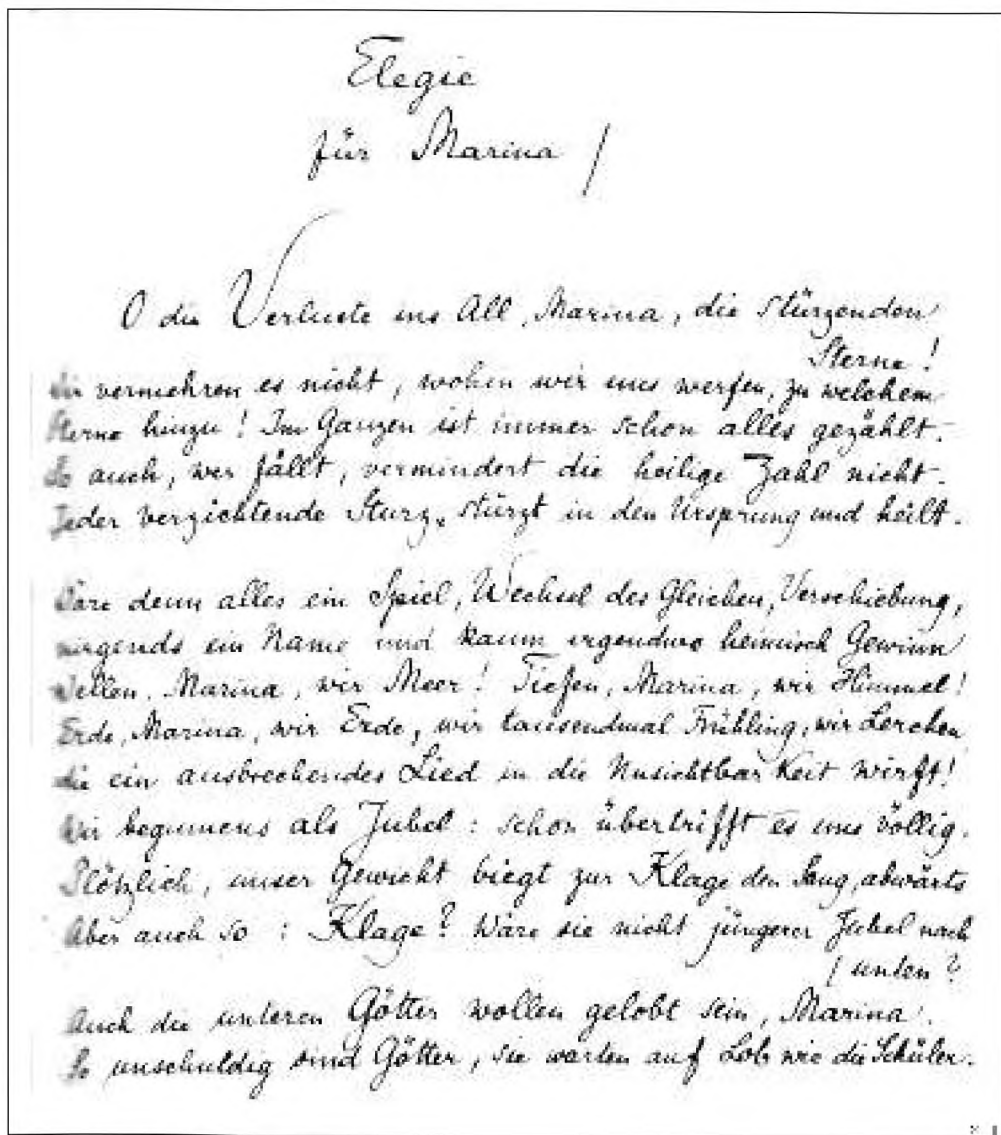 Elegie
für Marina /
O die Verluste ins All, Marina, die stürzenden
Sterne!
Wir vermehren es nicht, wohin wir uns werfen, zu welchem
Sterne hinzu! Im Ganzen ist immer schon alles gezählt.
So auch, wer fällt, vermindert die heilige Zahl nicht.
Jeder verzichtende Sturz, stürzt in den Ursprung und heilt.
Wäre denn alles ein Spiel, Wechsel des Gleichen, Verschiebung,
nirgends ein Name und kaum irgendwo heimisch Gewinn
Wellen, Marina, wir Meer! Tiefen, Marina, wir Himmel!
Erde, Marina, wir Erde, wir tausendmal Frühling, wir Lerchen
die ein ausbrechendes Lied in die Unsichtbarkeit wirft!
Wir beginnens als Jubel: schon übertrifft es uns völlig.
Plötzlich, unser Gewicht biegt zur Klage den Sang, abwärts
Aber auch so: Klage? Wäre sie nicht jüngerer Jubel nach
/ unten?
Auch die unteren Götter wollen gelobt sein, Marina.
So unschuldig sind Götter, sie warten auf Lob wie die Schüler.